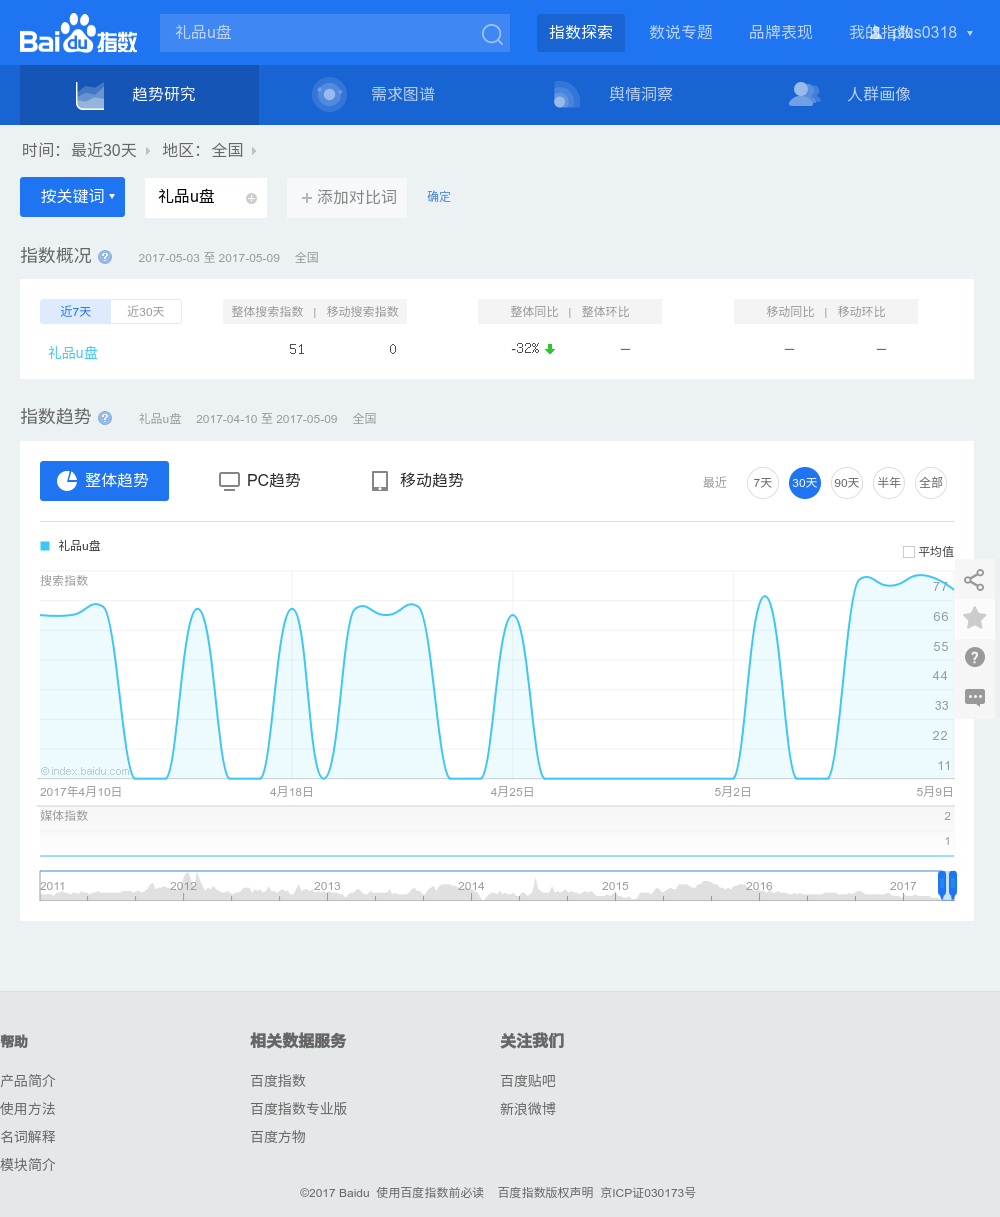 Bai du 指数
礼品u盘
指数探索 数说专题 品牌表现 我的指数 plus0318
趋势研究 需求图谱 舆情洞察 人群画像
时间： 最近30天 地区： 全国
按关键词 礼品u盘 + 添加对比词 确定
指数概况 ? 2017-05-03 至 2017-05-09 全国
近7天 近30天 整体搜索指数 | 移动搜索指数 整体同比 | 整体环比 移动同比 | 移动环比
礼品u盘 51 0 -32% — — —
指数趋势 ? 礼品u盘 2017-04-10 至 2017-05-09 全国
整体趋势 PC趋势 移动趋势 最近 7天 30天 90天 半年 全部
礼品u盘 平均值
搜索指数
77
66
55
44
33
22
11
©index.baidu.com
2017年4月10日 4月18日 4月25日 5月2日 5月9日
媒体指数 2
1
2011 2012 2013 2014 2015 2016 2017
帮助 相关数据服务 关注我们
产品简介 百度指数 百度贴吧
使用方法 百度指数专业版 新浪微博
名词解释 百度方物
模块简介
©2017 Baidu 使用百度指数前必读 百度指数版权声明 京ICP证030173号